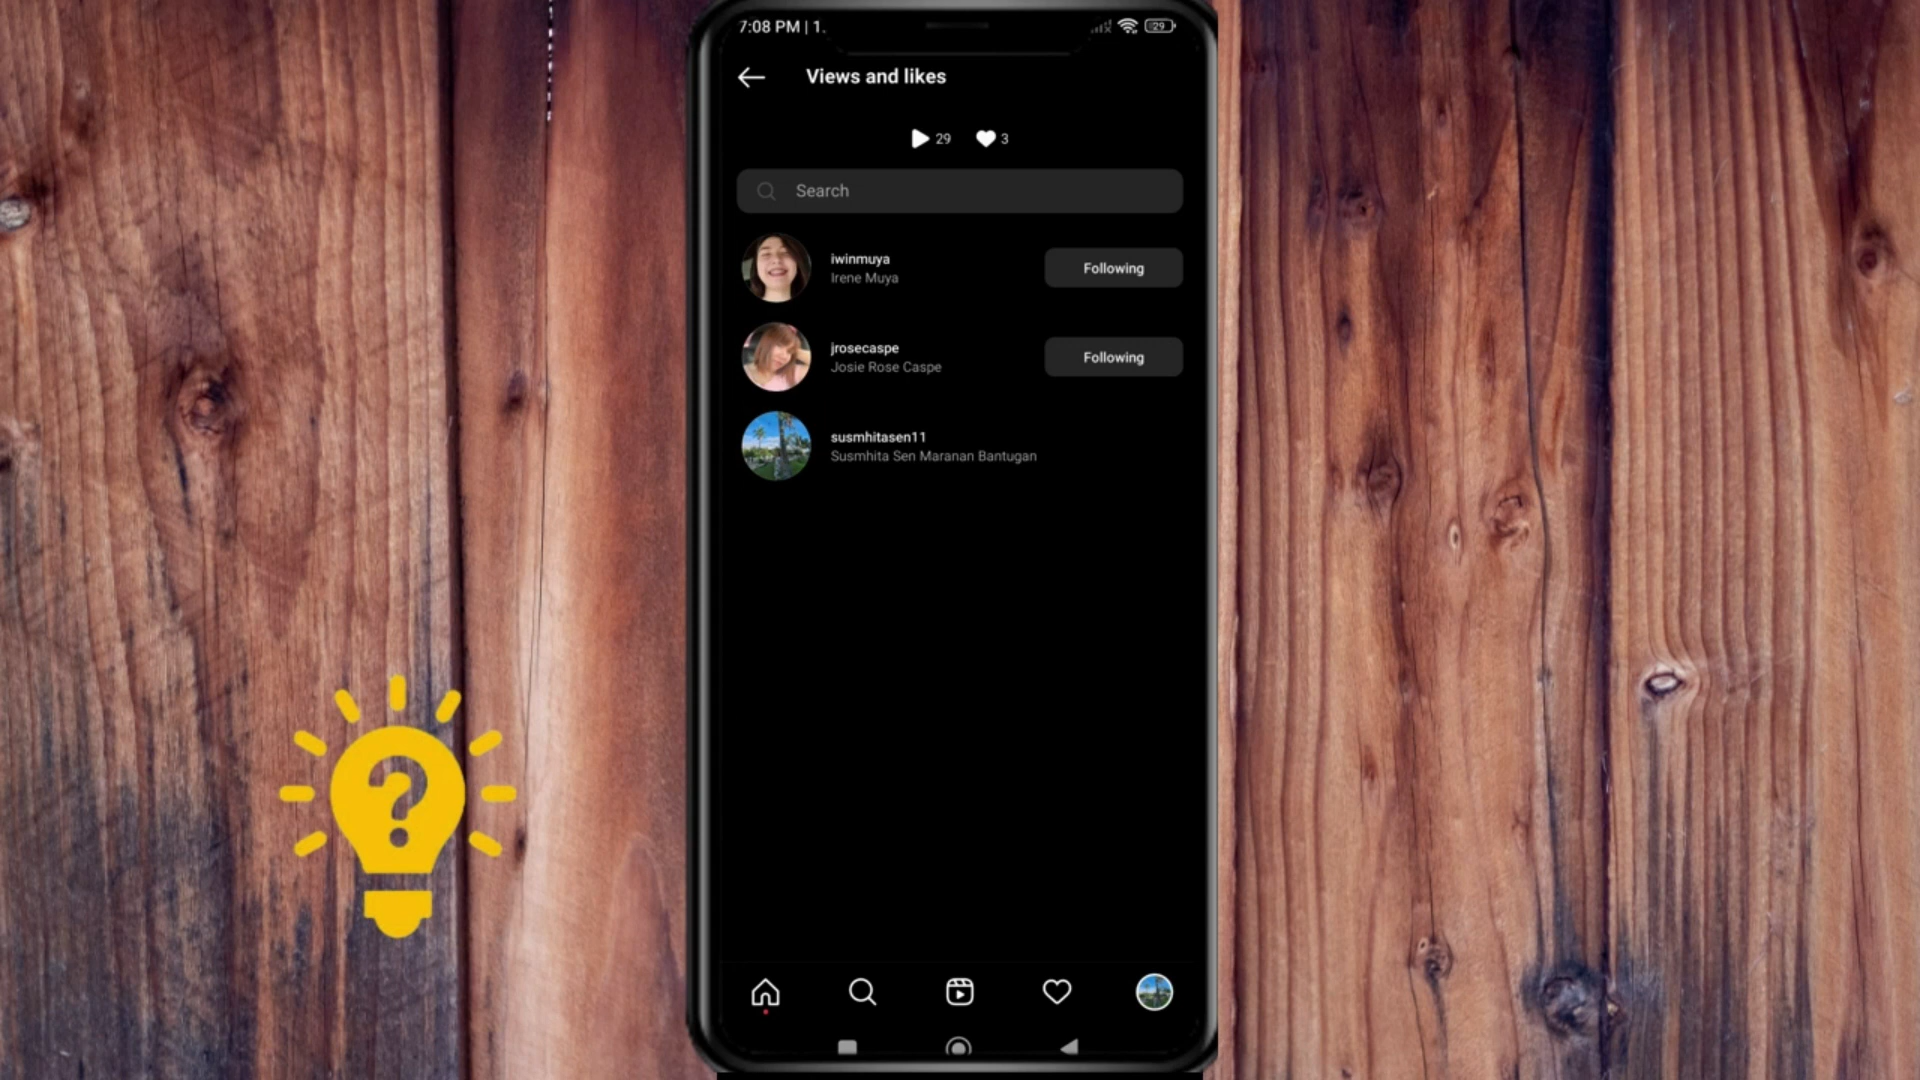 7:08 PM | 1.
29
Views and likes
29 3
Search
iwinmuya
Irene Muya
Following
jrosecaspe
Josie Rose Caspe
Following
susmhitasen11
Susmhita Sen Maranan Bantugan
?